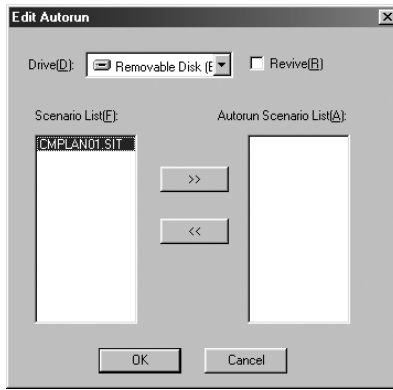 Edit Autorun
Drive(D): Removable Disk (E Revive(R)
Scenario List(F): Autorun Scenario List(A):
CMPLAN01.SIT
>>
<<
OK Cancel